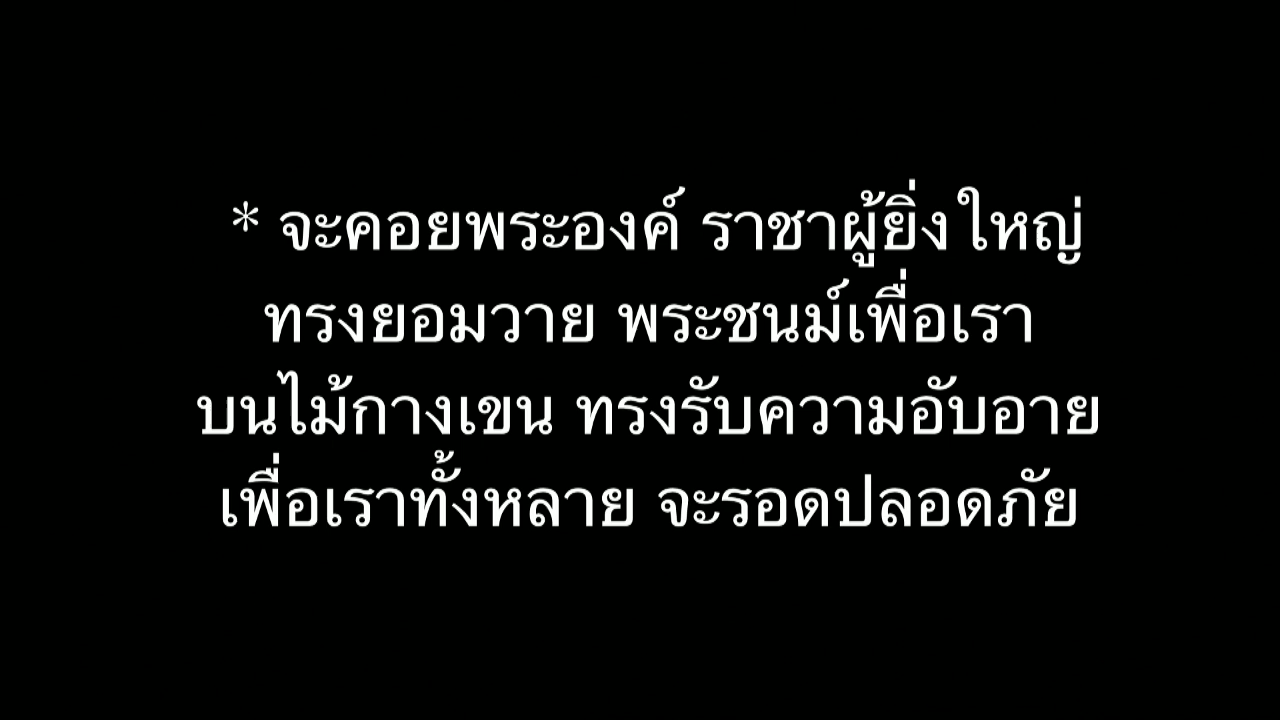 * จะคอยพระองค์ ราชาผู้ยิ่งใหญ่
ทรงยอมวาย พระชนม์เพื่อเรา
บนไม้กางเขน ทรงรับความอับอาย
เพื่อเราทั้งหลาย จะรอดปลอดภัย